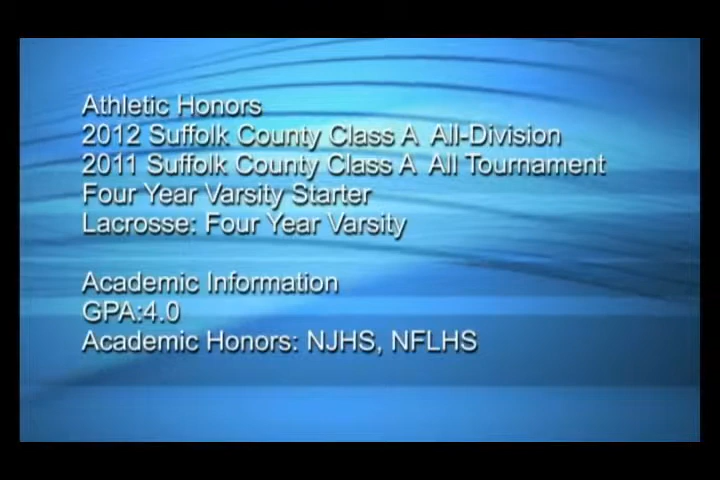 Athletic Honors
2012 Suffolk County Class A All-Division
2011 Suffolk County Class A All Tournament
Four Year Varsity Starter
Lacrosse: Four Year Varsity
Academic Information
GPA:4.0
Academic Honors: NJHS, NFLHS